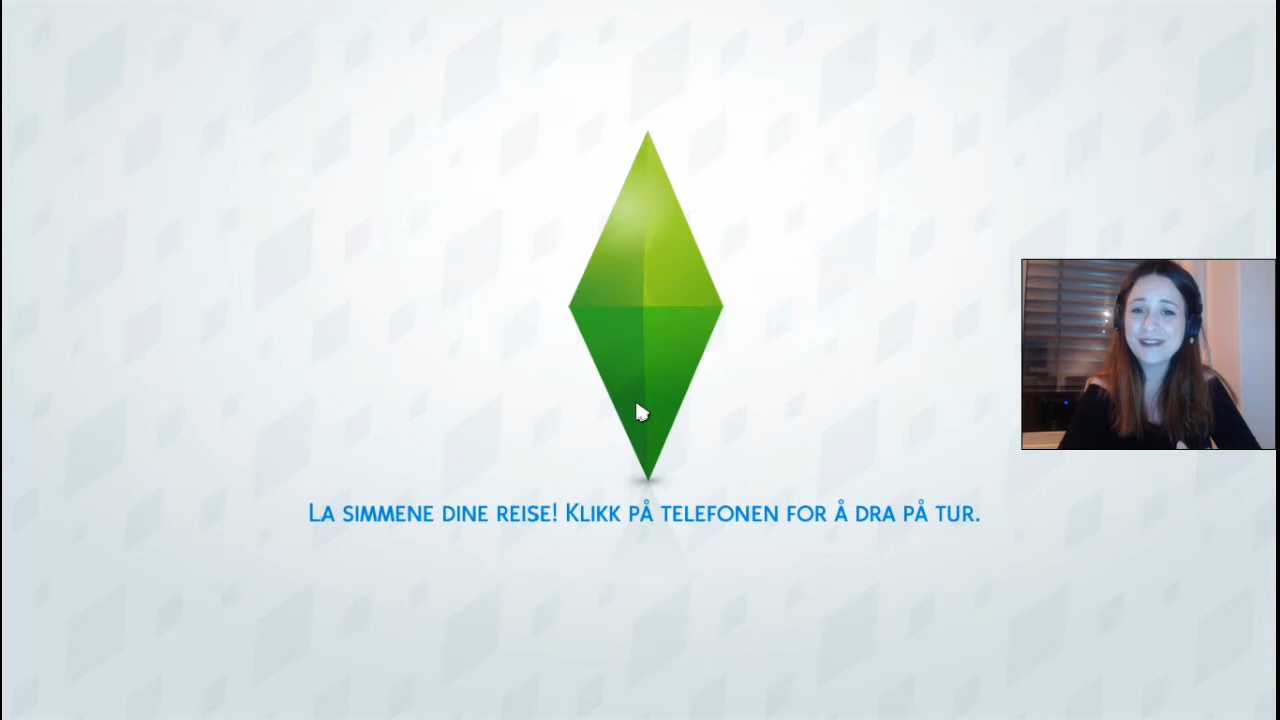 La simmene dine reise! Klikk på telefonen for å dra på tur.